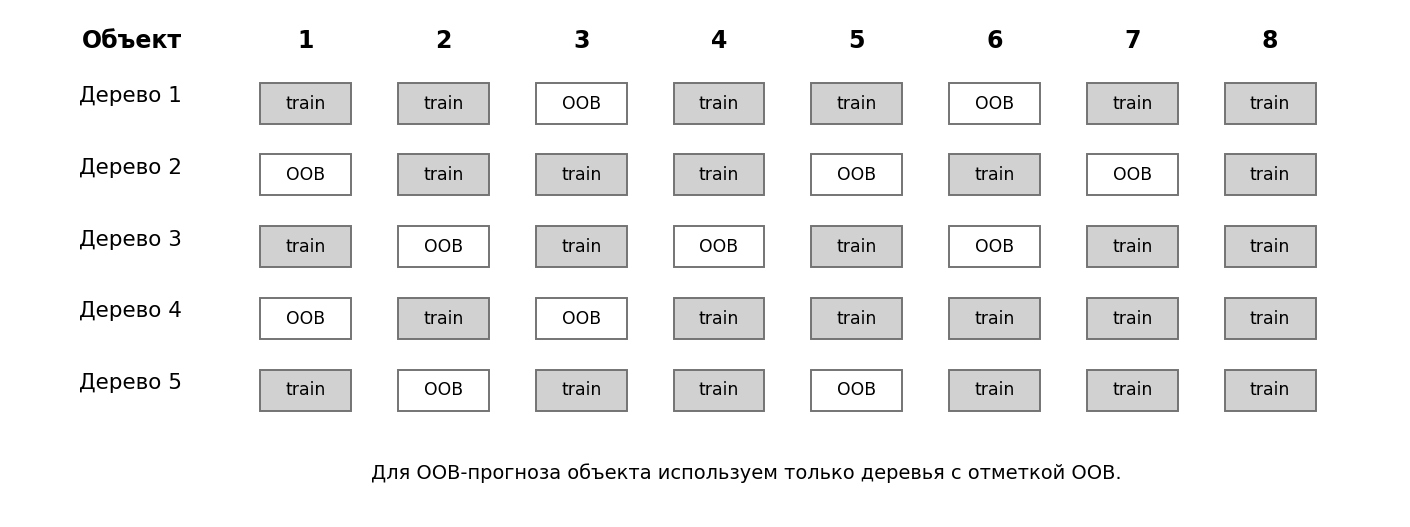 Объект 1 2 3 4 5 6 7 8
Дерево 1 train train OOB train train OOB train train
Дерево 2 OOB train train train OOB train OOB train
Дерево 3 train OOB train OOB train OOB train train
Дерево 4 OOB train OOB train train train train train
Дерево 5 train OOB train train OOB train train train
Для OOB-прогноза объекта используем только деревья с отметкой OOB.